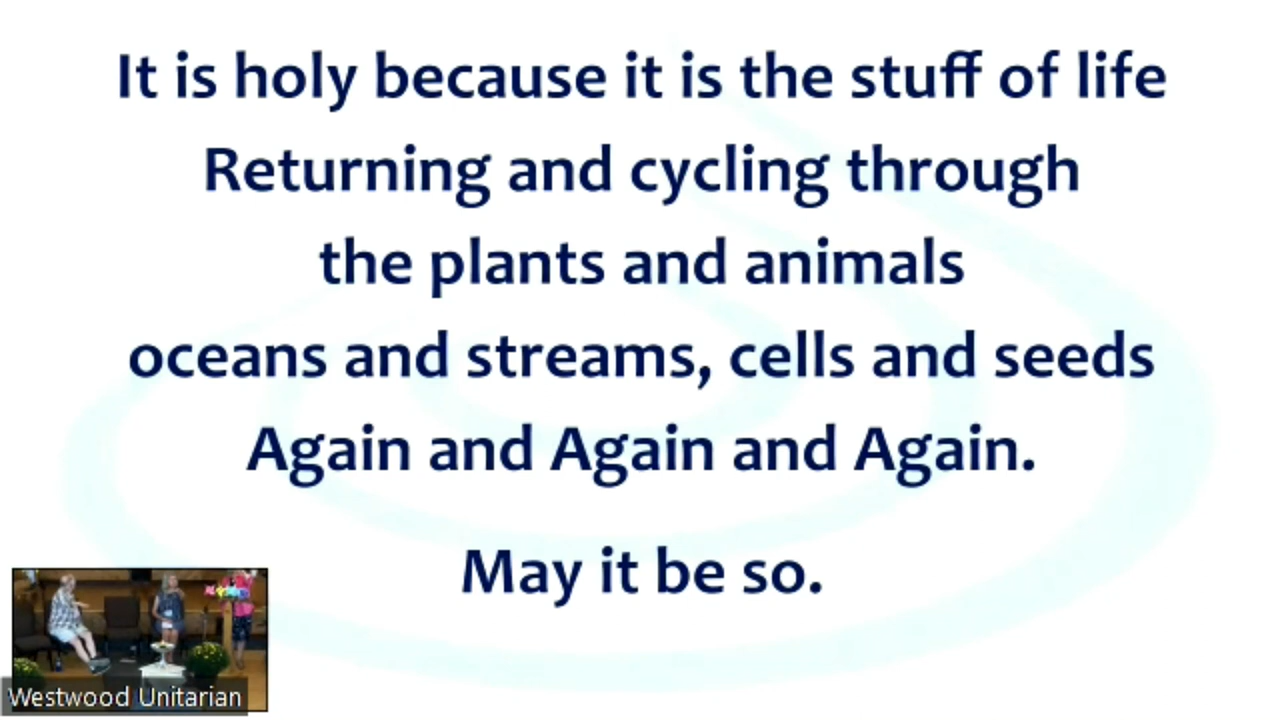 It is holy because it is the stuff of life
Returning and cycling through
the plants and animals
oceans and streams, cells and seeds
Again and Again and Again.
May it be so.
Westwood Unitarian